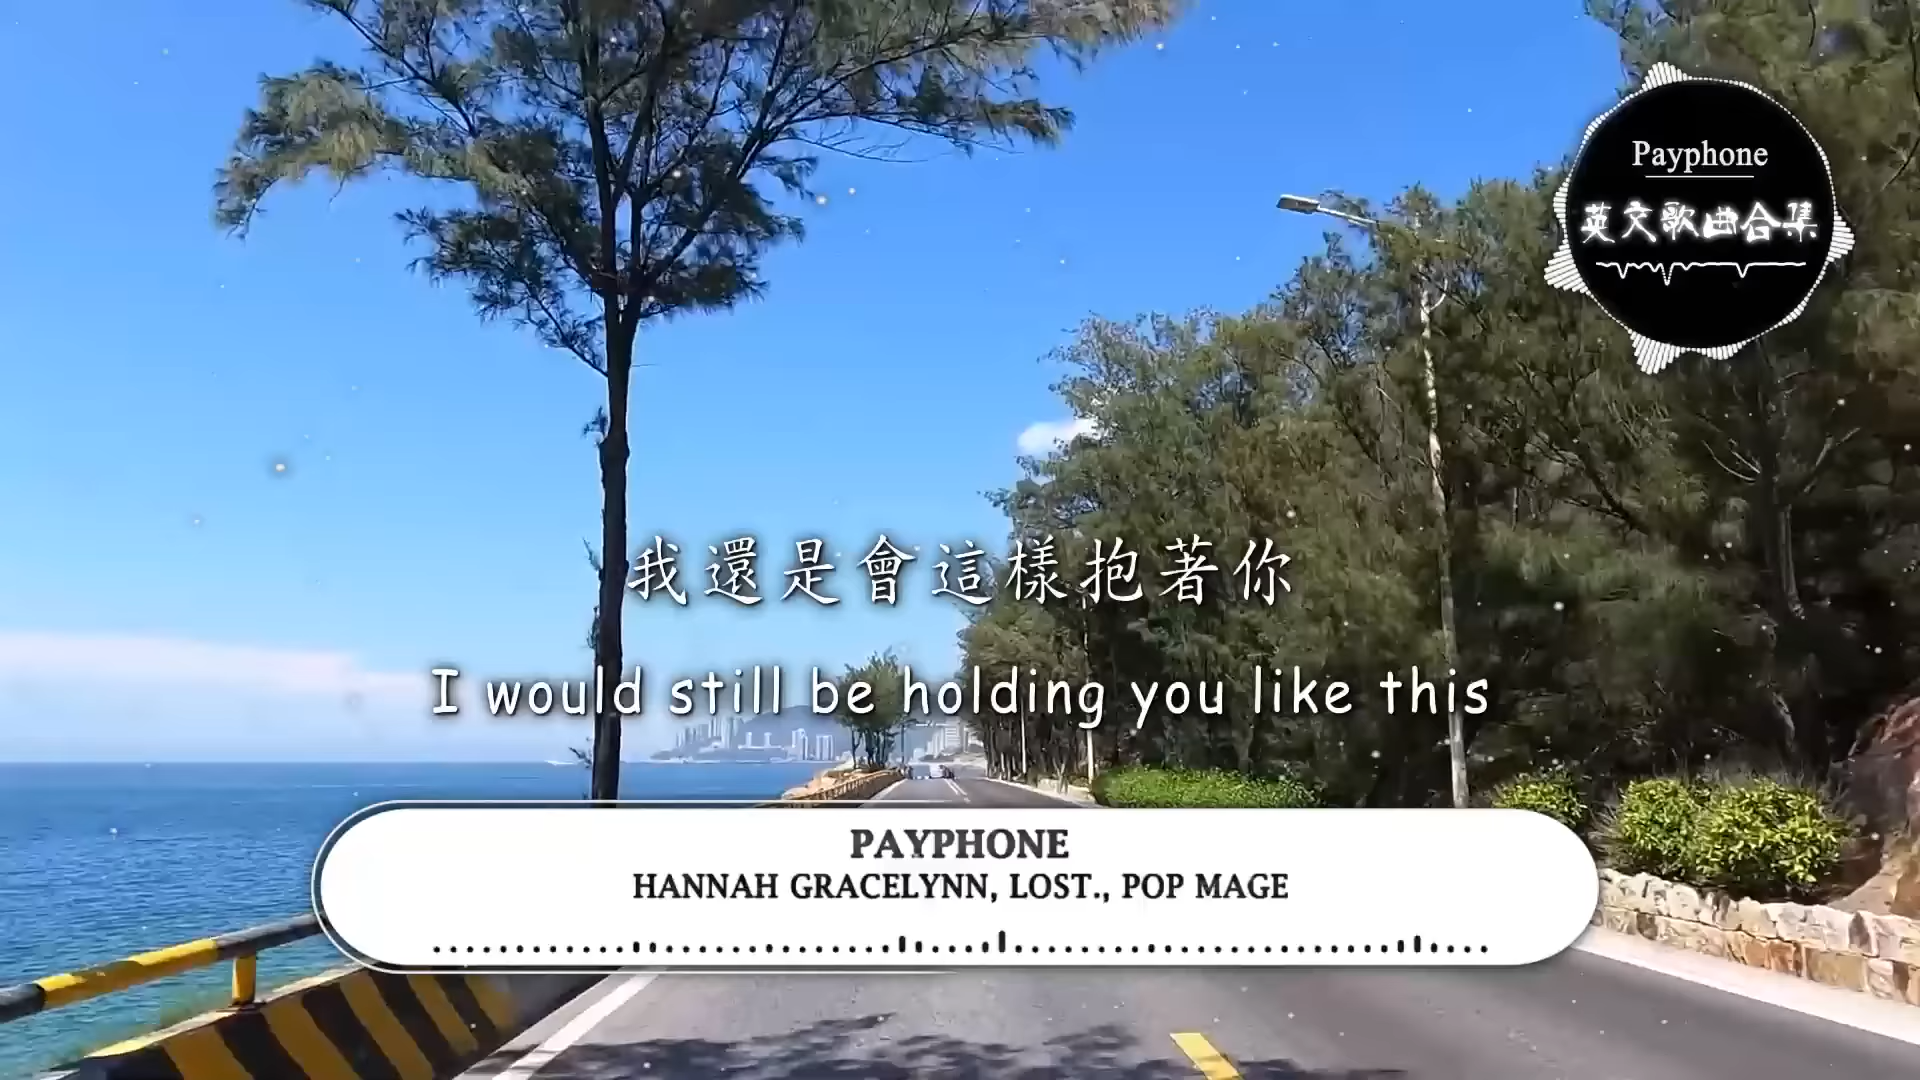 Payphone
英文歌曲合集
我還是會這樣抱著你
I would still be holding you like this
PAYPHONE
HANNAH GRACELYNN, LOST., POP MAGE